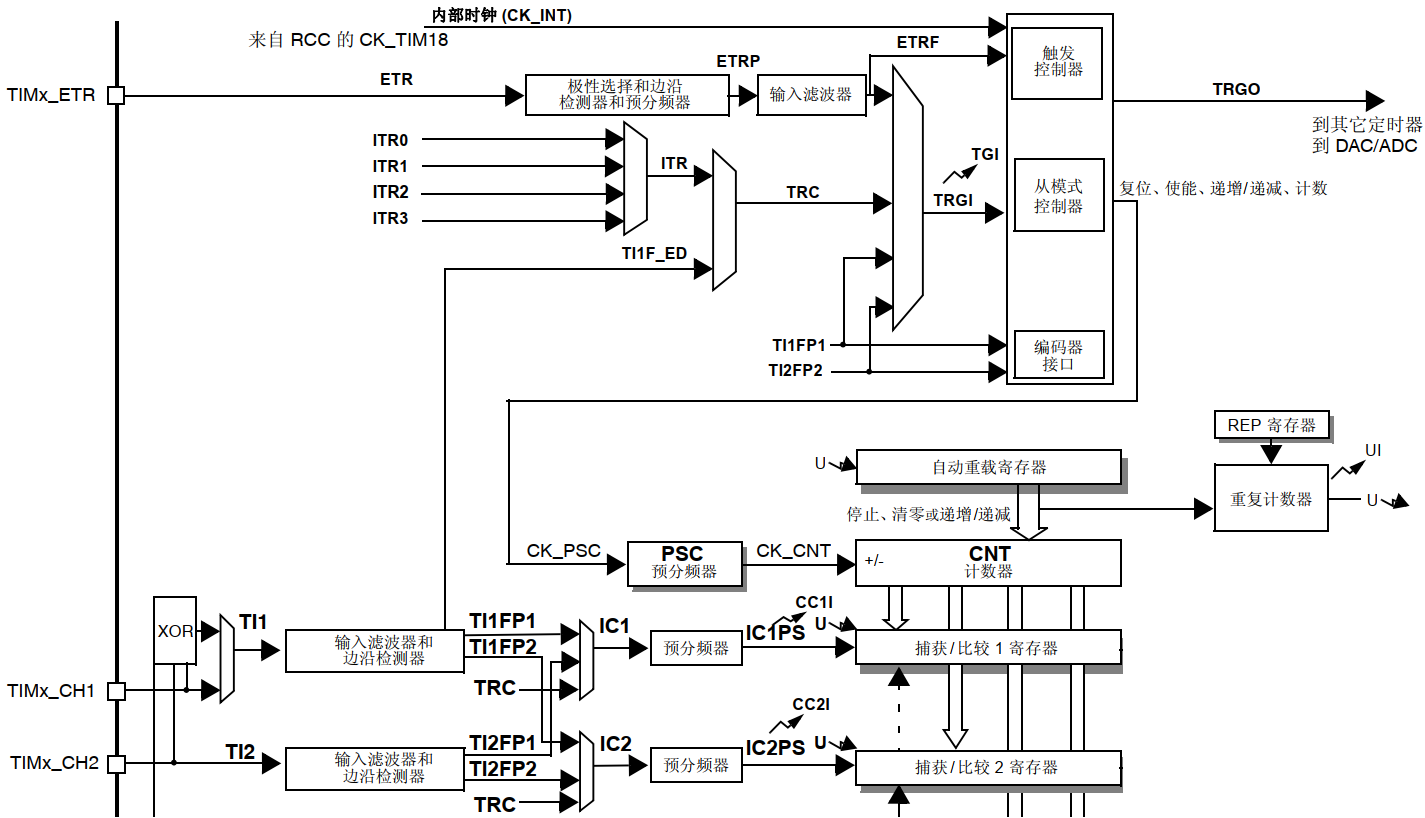 内部时钟 (CK_INT)
来自 RCC 的 CK_TIM18
ETRF
触发
控制器
TIMx_ETR
ETR
极性选择和边沿
检测器和预分频器
ETRP
输入滤波器
TRGO
到其它定时器
到 DAC/ADC
ITR0
ITR1
ITR2
ITR3
ITR
TI1F_ED
TRC
TGI
TRGI
从模式
控制器
复位、使能、递增/递减、计数
TI1FP1
TI2FP2
编码器
接口
REP 寄存器
UI
U
自动重载寄存器
重复计数器
U
停止、清零或递增/递减
CK_PSC
PSC
预分频器
CK_CNT
+/-
CNT
计数器
XOR
TI1
输入滤波器和
边沿检测器
TI1FP1
TI1FP2
TRC
IC1
预分频器
CC1I
IC1PS
U
捕获/比较 1 寄存器
TIMx_CH1
TIMx_CH2
TI2
输入滤波器和
边沿检测器
TI2FP1
TI2FP2
TRC
IC2
预分频器
CC2I
IC2PS
U
捕获/比较 2 寄存器